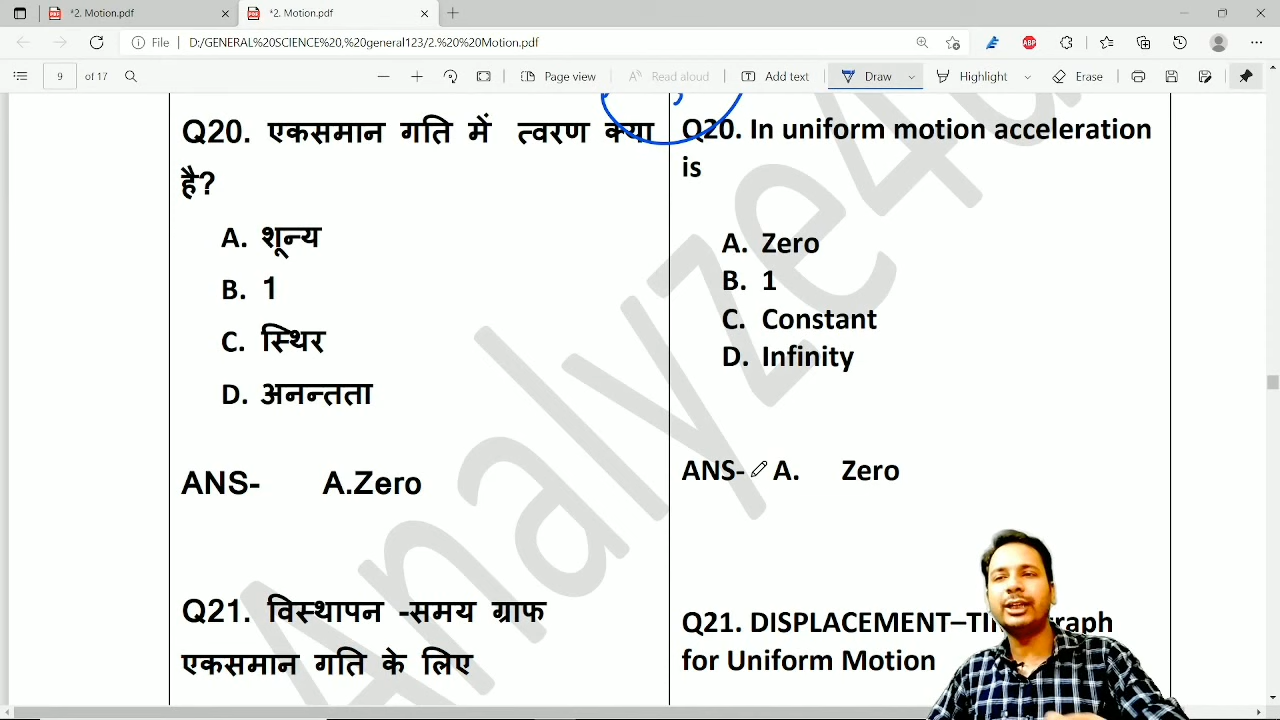 *2. Motion.pdf
*2. Motion.pdf
File D:/GENERAL%20SCIENCE%20,%20general123/2.%20%20Motion.pdf
ABP
9 of 17 Page view Read aloud Add text Draw Highlight Erase
Q20. एकसमान गति में त्वरण क्या
है?
A. शून्य
B. 1
C. स्थिर
D. अनन्तता
ANS- A.Zero
Q21. विस्थापन -समय ग्राफ
एकसमान गति के लिए
Q20. In uniform motion acceleration
is
A. Zero
B. 1
C. Constant
D. Infinity
ANS- A. Zero
Q21. DISPLACEMENT–
for Uniform Motion